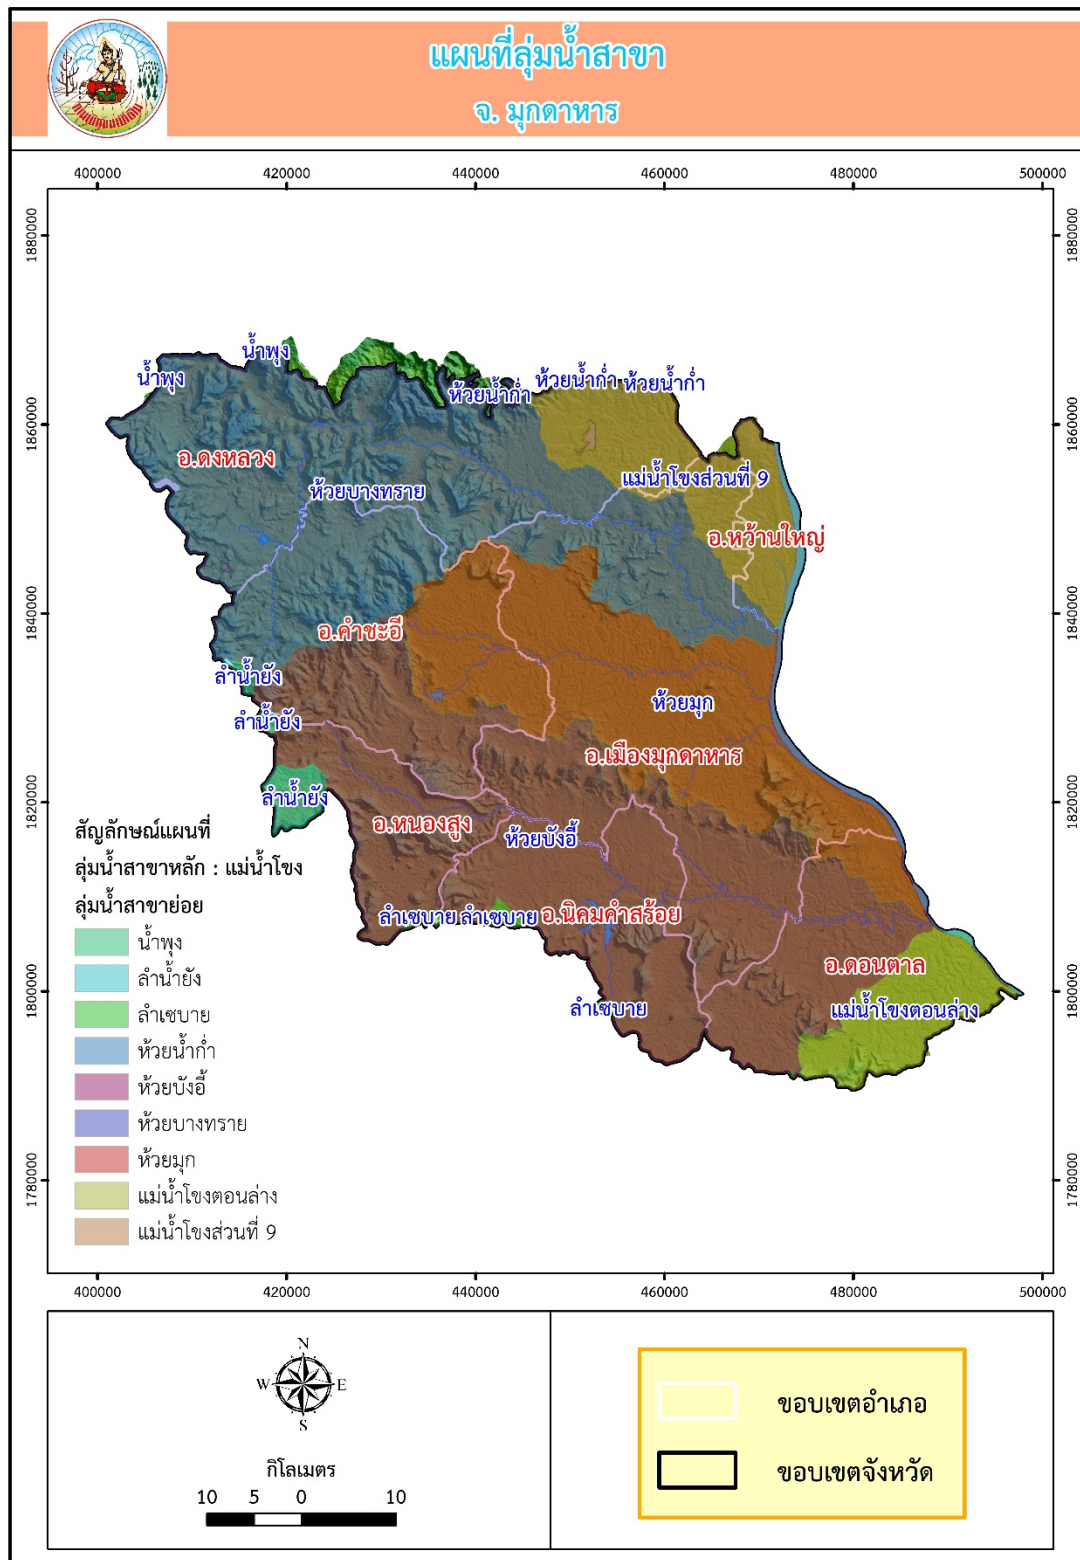 แผนที่ลุ่มน้ำสาขา
จ. มุกดาหาร
กรมพัฒนาที่ดิน
400000 420000 440000 460000 480000 500000
1880000 1880000
1860000 1860000
1840000 1840000
1820000 1820000
1800000 1800000
1780000 1780000
น้ำพุง
น้ำพุง
ห้วยน้ำก่ำ
ห้วยน้ำก่ำ
ห้วยน้ำก่ำ
อ.ดงหลวง
แม่น้ำโขงส่วนที่ 9
ห้วยบางทราย
อ.หว้านใหญ่
อ.คำชะอี
ลำน้ำยัง
ห้วยมุก
ลำน้ำยัง
อ.เมืองมุกดาหาร
ลำน้ำยัง
อ.หนองสูง
ห้วยบังอี้
ลำเซบาย
ลำเซบาย
อ.นิคมคำสร้อย
อ.ดอนตาล
ลำเซบาย
แม่น้ำโขงตอนล่าง
สัญลักษณ์แผนที่
ลุ่มน้ำสาขาหลัก : แม่น้ำโขง
ลุ่มน้ำสาขาย่อย
น้ำพุง
ลำน้ำยัง
ลำเซบาย
ห้วยน้ำก่ำ
ห้วยบังอี้
ห้วยบางทราย
ห้วยมุก
แม่น้ำโขงตอนล่าง
แม่น้ำโขงส่วนที่ 9
400000 420000 440000 460000 480000 500000
N
W E
S
กิโลเมตร
10 5 0 10
ขอบเขตอำเภอ
ขอบเขตจังหวัด